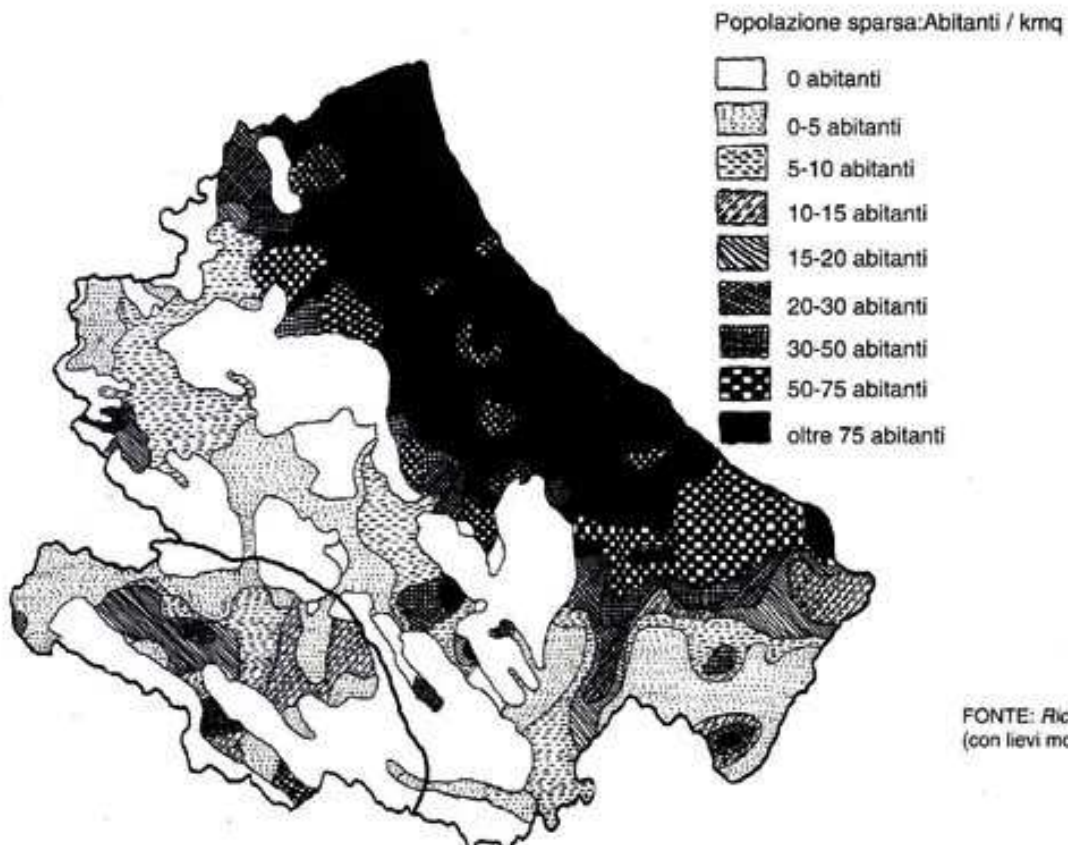 Popolazione sparsa:Abitanti / kmq
0 abitanti
0-5 abitanti
5-10 abitanti
10-15 abitanti
15-20 abitanti
20-30 abitanti
30-50 abitanti
50-75 abitanti
oltre 75 abitanti
FONTE:
(con lievi